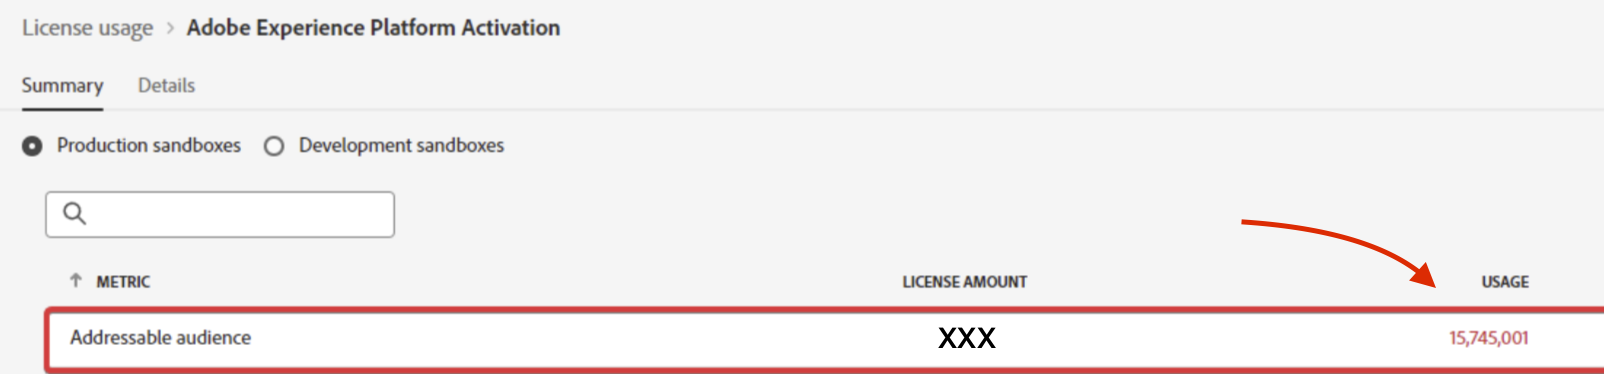 License usage > Adobe Experience Platform Activation
Summary Details
Production sandboxes Development sandboxes
METRIC LICENSE AMOUNT USAGE
Addressable audience XXX 15,745,001